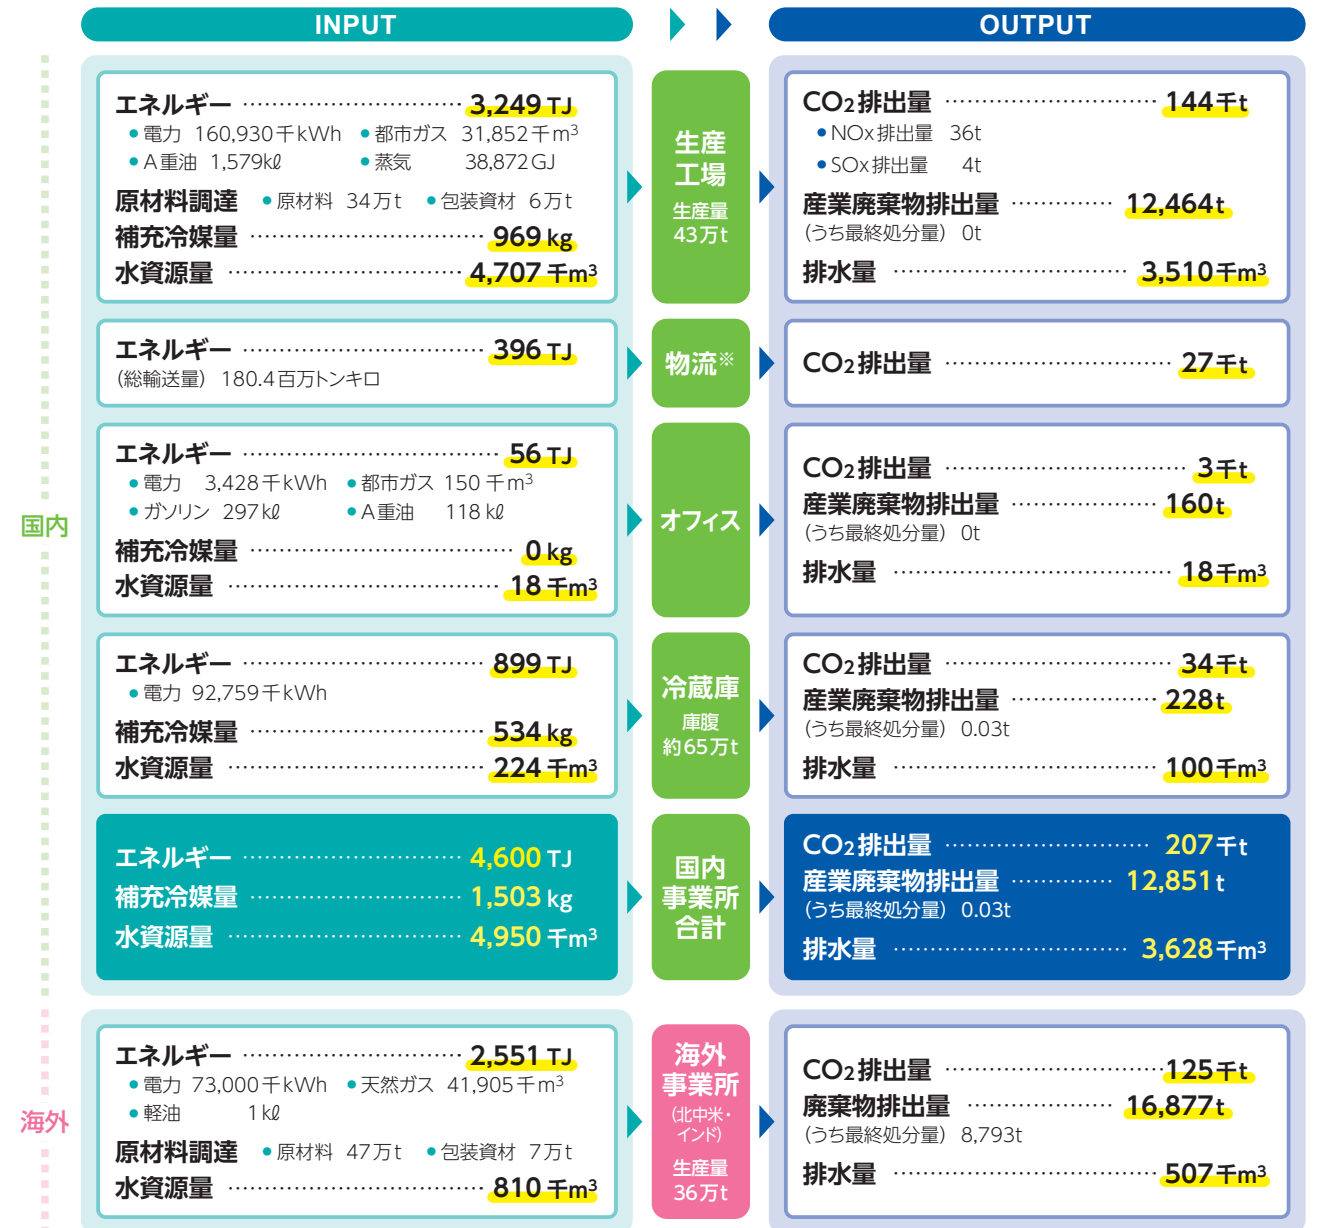 INPUT
OUTPUT
国内
エネルギー 3,249 TJ
●電力 160,930千kWh ●都市ガス 31,852千m³
●A重油 1,579kℓ ●蒸気 38,872GJ
原材料調達 ●原材料 34万t ●包装資材 6万t
補充冷媒量 969 kg
水資源量 4,707 千m³
生産
工場
生産量
43万t
CO₂排出量 144千t
●NOx排出量 36t
●SOx排出量 4t
産業廃棄物排出量 12,464t
(うち最終処分量) 0t
排水量 3,510千m³
エネルギー 396 TJ
(総輸送量) 180.4百万トンキロ
物流※
CO₂排出量 27千t
エネルギー 56 TJ
●電力 3,428千kWh ●都市ガス 150 千m³
●ガソリン 297kℓ ●A重油 118 kℓ
補充冷媒量 0 kg
水資源量 18 千m³
オフィス
CO₂排出量 3千t
産業廃棄物排出量 160t
(うち最終処分量) 0t
排水量 18千m³
エネルギー 899 TJ
●電力 92,759千kWh
補充冷媒量 534 kg
水資源量 224 千m³
冷蔵庫
庫腹
約65万t
CO₂排出量 34千t
産業廃棄物排出量 228t
(うち最終処分量) 0.03t
排水量 100千m³
エネルギー 4,600 TJ
補充冷媒量 1,503 kg
水資源量 4,950 千m³
国内
事業所
合計
CO₂排出量 207千t
産業廃棄物排出量 12,851t
(うち最終処分量) 0.03t
排水量 3,628千m³
海外
エネルギー 2,551 TJ
●電力 73,000千kWh ●天然ガス 41,905千m³
●軽油 1kℓ
原材料調達 ●原材料 47万t ●包装資材 7万t
水資源量 810 千m³
海外
事業所
(北中米・
インド)
生産量
36万t
CO₂排出量 125千t
廃棄物排出量 16,877t
(うち最終処分量) 8,793t
排水量 507千m³